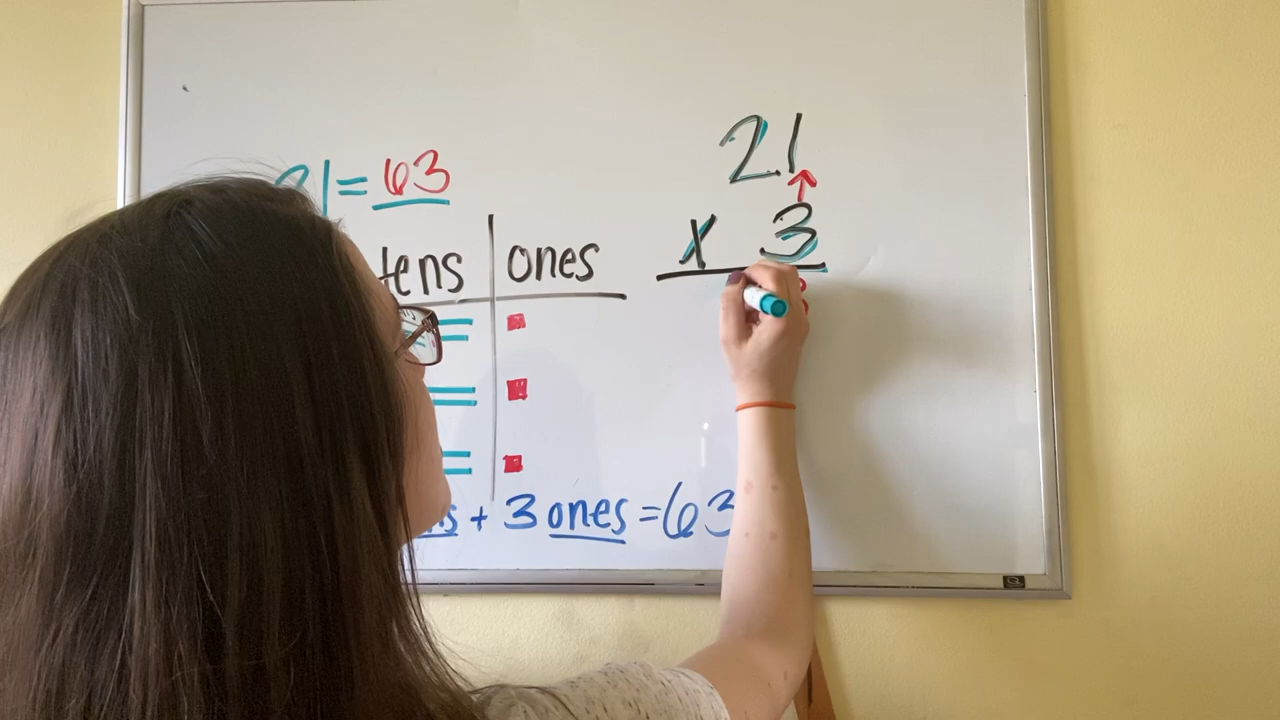 21 = 63
tens ones
+ 3 ones = 63
21
x 3